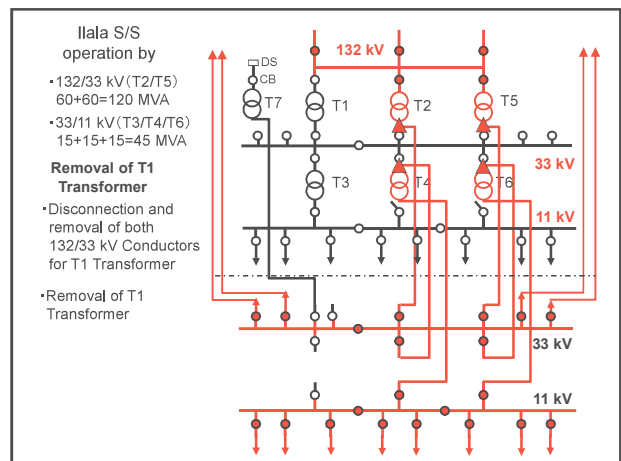 Ilala S/S
operation by
・132/33 kV(T2/T5)
60+60=120 MVA
・33/11 kV(T3/T4/T6)
15+15+15=45 MVA
Removal of T1
Transformer
・Disconnection and
removal of both
132/33 kV Conductors
for T1 Transformer
・Removal of T1
Transformer
132 kV
DS
CB
T7
T1
T2
T5
33 kV
T3
T4
T6
11 kV
33 kV
11 kV